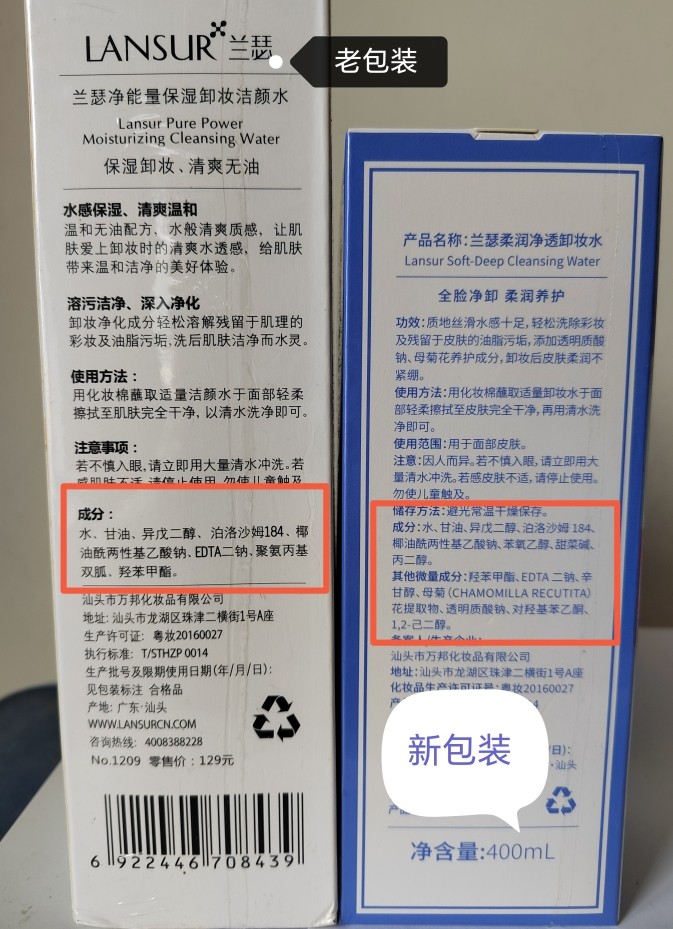 LANSUR 兰瑟
老包装
兰瑟净能量保湿卸妆洁颜水
Lansur Pure Power
Moisturizing Cleansing Water
保湿卸妆、清爽无油
水感保湿、清爽温和
温和无油配方，水般清爽质感，让肌
肤爱上卸妆时的清爽水透感，给肌肤
带来温和洁净的美好体验。
溶污洁净、深入净化
卸妆净化成分轻松溶解残留于肌理的
彩妆及油脂污垢,洗后肌肤洁净而水灵。
使用方法：
用化妆棉蘸取适量洁颜水于面部轻柔
擦拭至肌肤完全干净，以清水洗净即可。
注意事项：
若不慎入眼,请立即用大量清水冲洗。若
感肌肤不适,请停止使用。勿使儿童触及
成分：
水、甘油、异戊二醇、泊洛沙姆184、椰
油酰两性基乙酸钠、EDTA二钠、聚氨丙基
双胍、羟苯甲酯。
汕头市万邦化妆品有限公司
地址: 汕头市龙湖区珠津二横街1号A座
生产许可证: 粤妆20160027
执行标准: T/STHZP 0014
生产批号及限期使用日期(年/月/日):
见包装标注 合格品
产地: 广东·汕头
WWW.LANSURCN.COM
咨询热线: 4008388228
No.1209 零售价：129元
6 922446 708439
产品名称: 兰瑟柔润净透卸妆水
Lansur Soft-Deep Cleansing Water
全脸净卸 柔润养护
功效: 质地丝滑水感十足,轻松洗除彩妆
及残留于皮肤的油脂污垢,添加透明质酸
钠、母菊花养护成分,卸妆后皮肤柔润不
紧绷。
使用方法: 用化妆棉蘸取适量卸妆水于面
部轻柔擦拭至皮肤完全干净,再用清水洗
净即可。
使用范围: 用于面部皮肤。
注意: 因人而异。若不慎入眼,请立即用大
量清水冲洗。若感皮肤不适,请停止使用。
勿使儿童触及。
储存方法: 避光常温干燥保存。
成分: 水、甘油、异戊二醇、泊洛沙姆 184、
椰油酰两性基乙酸钠、苯氧乙醇、甜菜碱、
丙二醇。
其他微量成分: 羟苯甲酯、EDTA 二钠、辛
甘醇、母菊 (CHAMOMILLA RECUTITA)
花提取物、透明质酸钠、对羟基苯乙酮、
1,2-己二醇。
备案人/生产企业:
汕头市万邦化妆品有限公司
地址: 汕头市龙湖区珠津二横街1号A座
化妆品生产许可证号: 粤妆20160027
新包装
/日):
·汕头
净含量:400mL